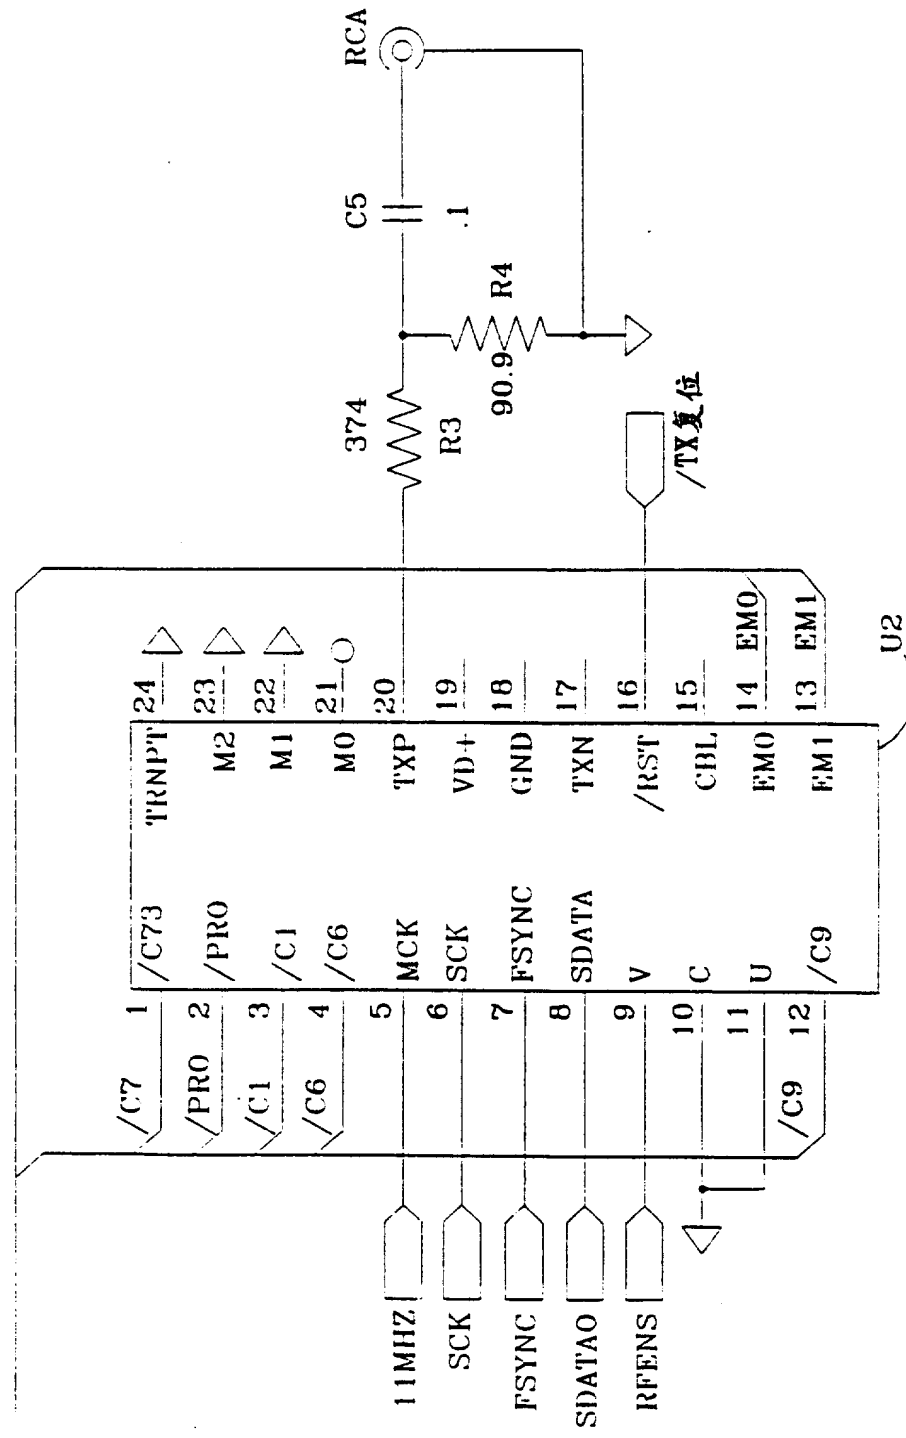 RCA
C5
.1
R4
90.9
374
R3
/TX复位
U2
24
23
22
21
20
19
18
17
16
15
14
13
EM0
EM1
TRNPT
M2
M1
M0
TXP
VD+
GND
TXN
/RST
CBL
EM0
EM1
/C73
/PRO
/C1
/C6
MCK
SCK
FSYNC
SDATA
V
C
U
/C9
1
2
3
4
5
6
7
8
9
10
11
12
/C7
/PRO
/C1
/C6
/C9
11MHZ
SCK
FSYNC
SDATAO
RFENS